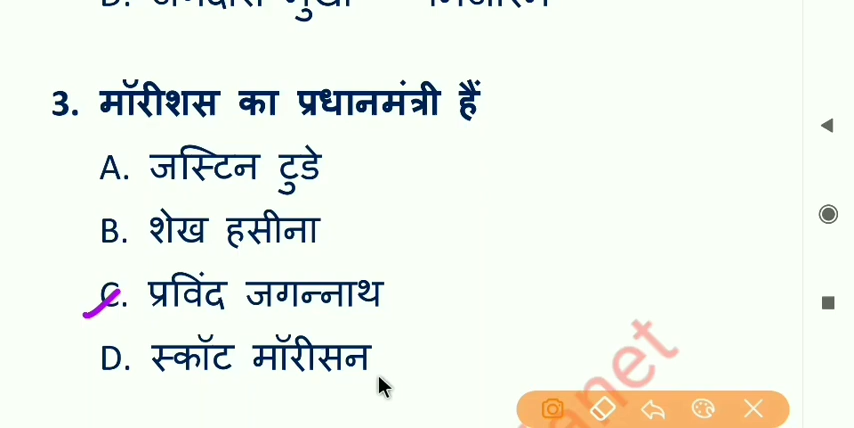 3. मॉरीशस का प्रधानमंत्री हैं
A. जस्टिन टुडे
B. शेख हसीना
C. प्रविंद जगन्नाथ
D. स्कॉट मॉरीसन